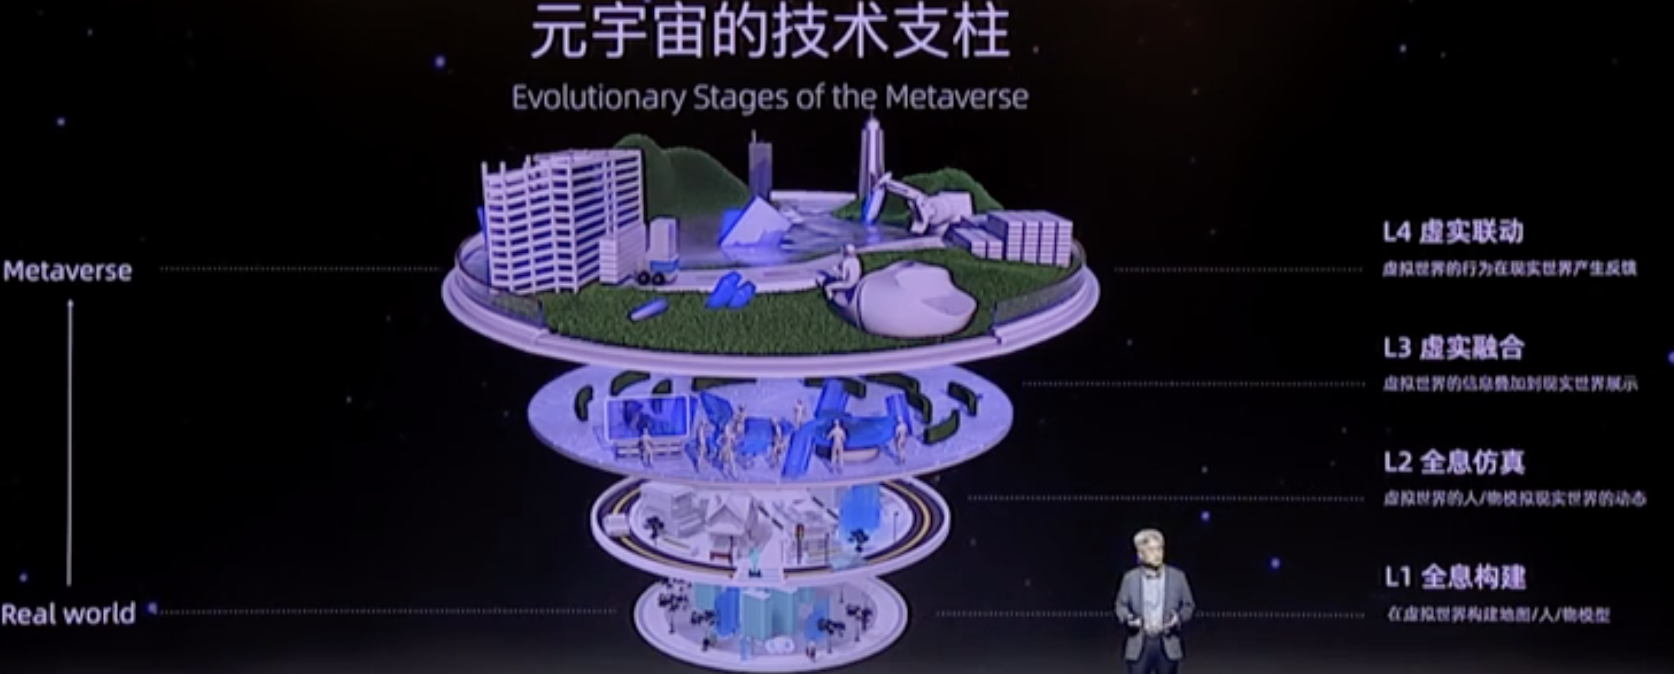 元宇宙的技术支柱
Evolutionary Stages of the Metaverse
Metaverse
Real world
L4 虚实联动
虚拟世界的行为在现实世界产生反馈
L3 虚实融合
虚拟世界的信息叠加到现实世界展示
L2 全息仿真
虚拟世界的人/物模拟现实世界的动态
L1 全息构建
在虚拟世界构建地图/人/物模型